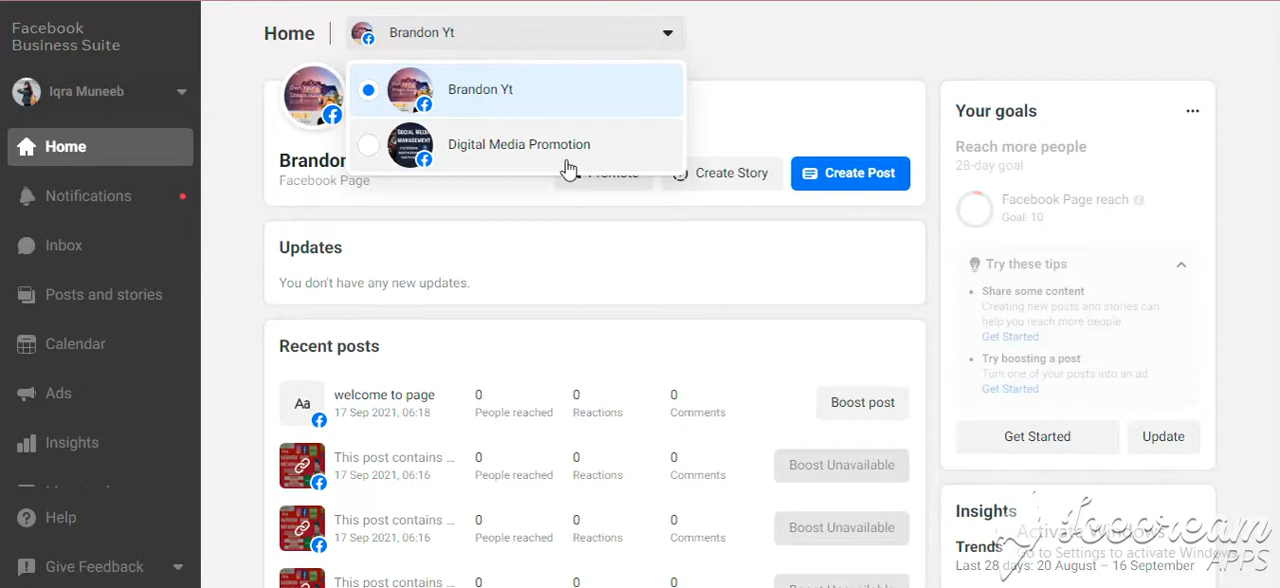 Facebook
Business Suite
Iqra Muneeb
Home
Notifications
Inbox
Posts and stories
Calendar
Ads
Insights
Help
Give Feedback
Home
Brandon Yt
Brandon Yt
Digital Media Promotion
SOCIAL MEDIA
MANAGEMENT
Brandon
Facebook Page
Promote
Create Story
Create Post
Updates
You don't have any new updates.
Recent posts
Aa
welcome to page
17 Sep 2021, 06:18
0
People reached
0
Reactions
0
Comments
Boost post
This post contains ...
17 Sep 2021, 06:16
0
People reached
0
Reactions
0
Comments
Boost Unavailable
This post contains ...
17 Sep 2021, 06:16
0
People reached
0
Reactions
0
Comments
Boost Unavailable
This post contains ...
0
0
0
Boost Unavailable
Your goals
Reach more people
28-day goal
Facebook Page reach
Goal: 10
Try these tips
Share some content
Creating new posts and stories can
help you reach more people.
Get Started
Try boosting a post
Turn one of your posts into an ad.
Get Started
Get Started
Update
Insights
Trends
Last 28 days: 20 August – 16 September
Activate Windows
Go to Settings to activate Windows
Icecream
APPS